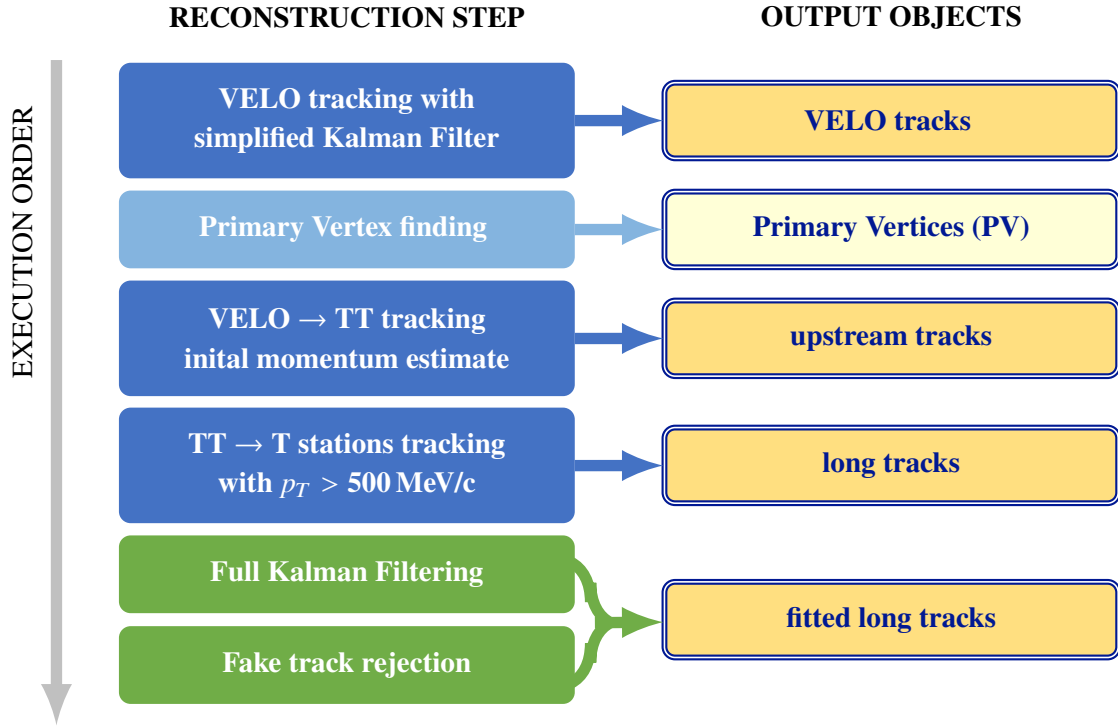 RECONSTRUCTION STEP
OUTPUT OBJECTS
EXECUTION ORDER
VELO tracking with
simplified Kalman Filter
VELO tracks
Primary Vertex finding
Primary Vertices (PV)
VELO → TT tracking
inital momentum estimate
upstream tracks
TT → T stations tracking
with p_T > 500 MeV/c
long tracks
Full Kalman Filtering
Fake track rejection
fitted long tracks